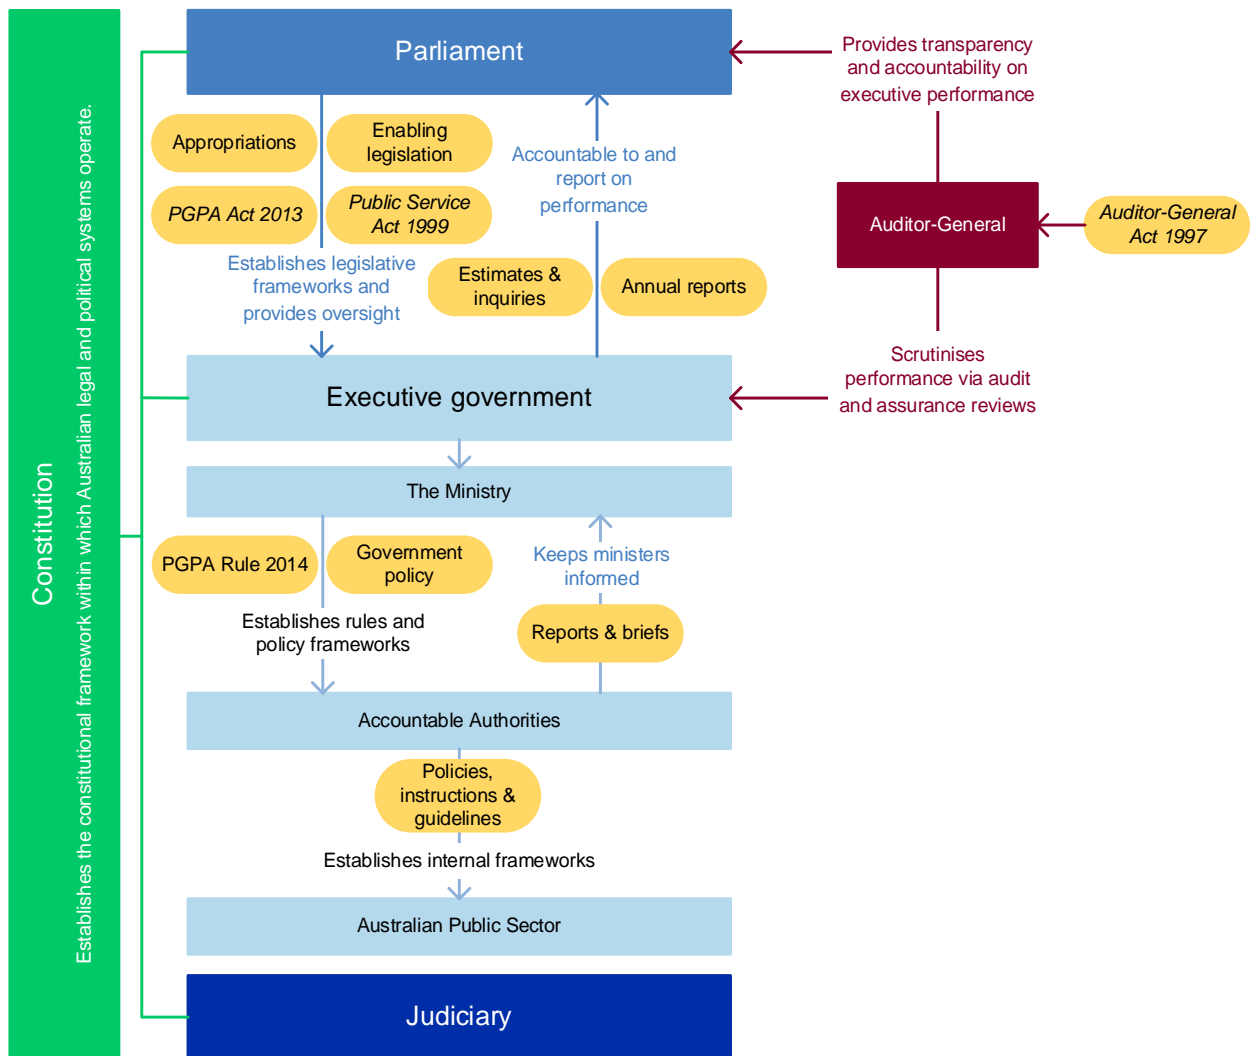 Constitution
Establishes the constitutional framework within which Australian legal and political systems operate.
Parliament
Provides transparency
and accountability on
executive performance
Appropriations
Enabling
legislation
PGPA Act 2013
Public Service
Act 1999
Accountable to and
report on
performance
Auditor-General
Auditor-General
Act 1997
Establishes legislative
frameworks and
provides oversight
Estimates &
inquiries
Annual reports
Scrutinises
performance via audit
and assurance reviews
Executive government
The Ministry
PGPA Rule 2014
Government
policy
Keeps ministers
informed
Establishes rules and
policy frameworks
Reports & briefs
Accountable Authorities
Policies,
instructions &
guidelines
Establishes internal frameworks
Australian Public Sector
Judiciary